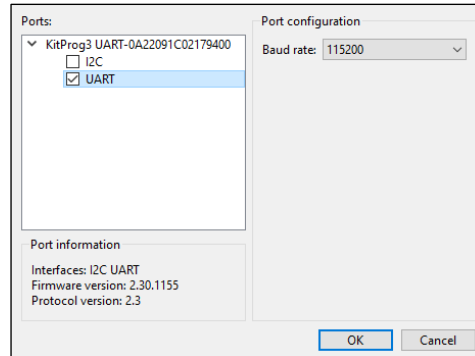 Ports:
KitProg3 UART-0A22091C02179400
I2C
UART
Port information
Interfaces: I2C UART
Firmware version: 2.30.1155
Protocol version: 2.3
Port configuration
Baud rate: 115200
OK Cancel